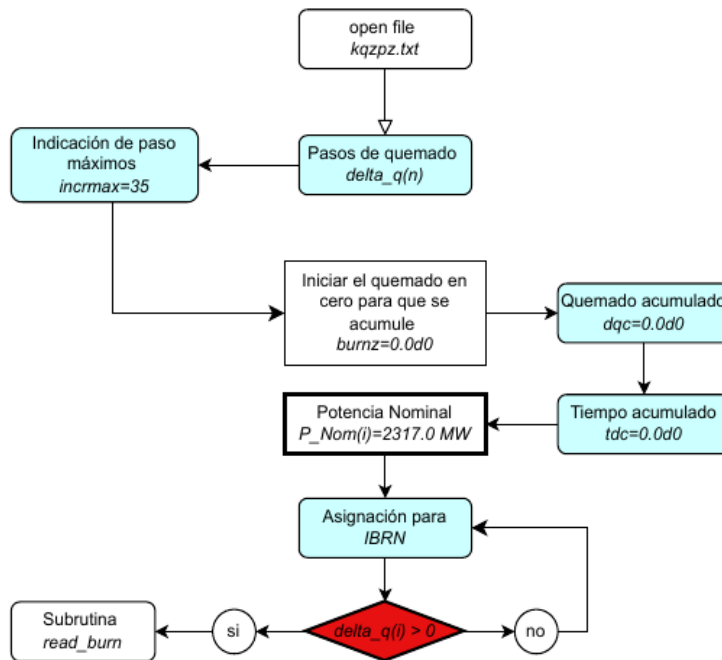 open file
kqzpz.txt
Indicación de paso
máximos
incrmax=35
Pasos de quemado
delta_q(n)
Iniciar el quemado en
cero para que se
acumule
burnz=0.0d0
Quemado acumulado
dqc=0.0d0
Potencia Nominal
P_Nom(i)=2317.0 MW
Tiempo acumulado
tdc=0.0d0
Asignación para
IBRN
Subrutina
read_burn
si
delta_q(i) > 0
no